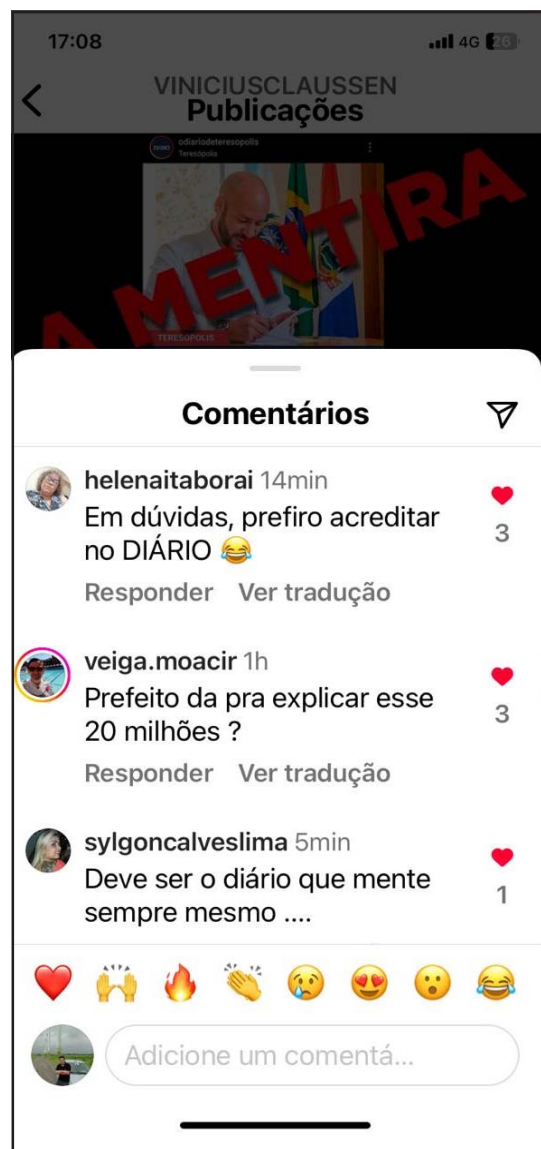 17:08
4G 26
VINICIUSCLAUSSEN
Publicações
odiariodeteresopolis
Teresópolis
A MENTIRA
TERESÓPOLIS
Comentários
helenaitaborai 14min
Em dúvidas, prefiro acreditar
no DIÁRIO 😂
3
Responder Ver tradução
veiga.moacir 1h
Prefeito da pra explicar esse
20 milhões ?
3
Responder Ver tradução
sylgoncalveslima 5min
Deve ser o diário que mente
sempre mesmo ....
1
❤️ 🙌 🔥 👏 😢 😍 😮 😂
Adicione um comentá...